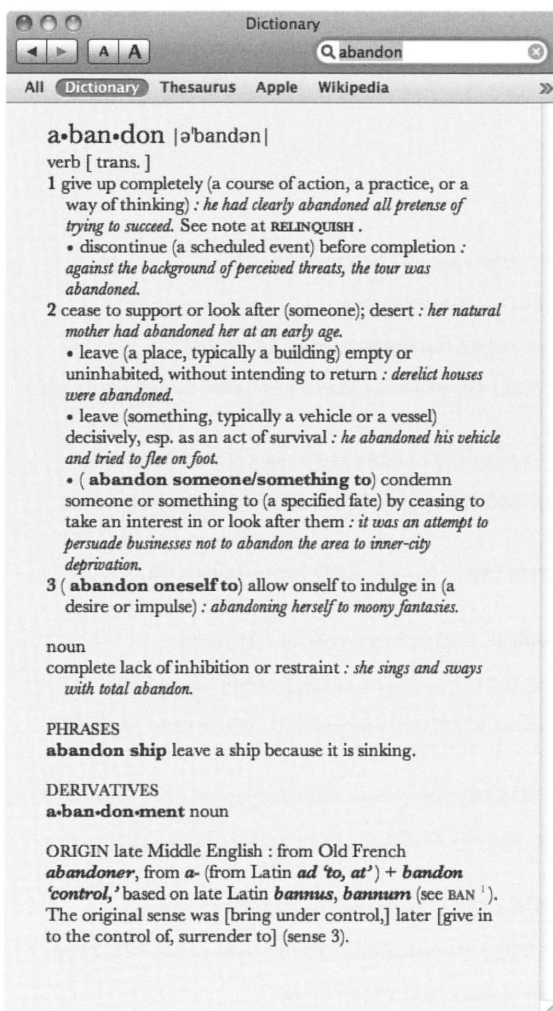 Dictionary
A A
abandon
All Dictionary Thesaurus Apple Wikipedia »
a•ban•don |əˈbandən|
verb [ trans. ]
1 give up completely (a course of action, a practice, or a
way of thinking) : he had clearly abandoned all pretense of
trying to succeed. See note at RELINQUISH .
• discontinue (a scheduled event) before completion :
against the background of perceived threats, the tour was
abandoned.
2 cease to support or look after (someone); desert : her natural
mother had abandoned her at an early age.
• leave (a place, typically a building) empty or
uninhabited, without intending to return : derelict houses
were abandoned.
• leave (something, typically a vehicle or a vessel)
decisively, esp. as an act of survival : he abandoned his vehicle
and tried to flee on foot.
• ( abandon someone/something to) condemn
someone or something to (a specified fate) by ceasing to
take an interest in or look after them : it was an attempt to
persuade businesses not to abandon the area to inner-city
deprivation.
3 ( abandon oneself to) allow onself to indulge in (a
desire or impulse) : abandoning herself to moony fantasies.
noun
complete lack of inhibition or restraint : she sings and sways
with total abandon.
PHRASES
abandon ship leave a ship because it is sinking.
DERIVATIVES
a•ban•don•ment noun
ORIGIN late Middle English : from Old French
abandoner, from a- (from Latin ad 'to, at') + bandon
'control,' based on late Latin bannus, bannum (see BAN 1).
The original sense was [bring under control,] later [give in
to the control of, surrender to] (sense 3).